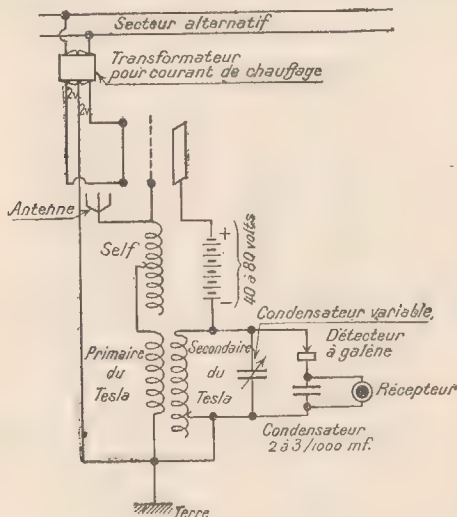 Secteur alternatif
Transformateur
pour courant de chauffage
2v.
2v.
Antenne
Self
+
40 à 80 volts
-
Condensateur variable
Détecteur
à galène
Primaire
du
Tesla
Secondaire
du
Tesla
Récepteur
Condensateur
2 à 3/1000 mf.
Terre